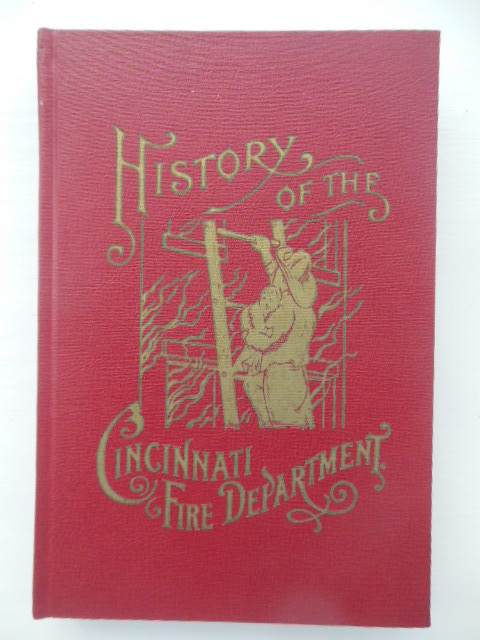 HISTORY
OF THE
CINCINNATI
FIRE DEPARTMENT.